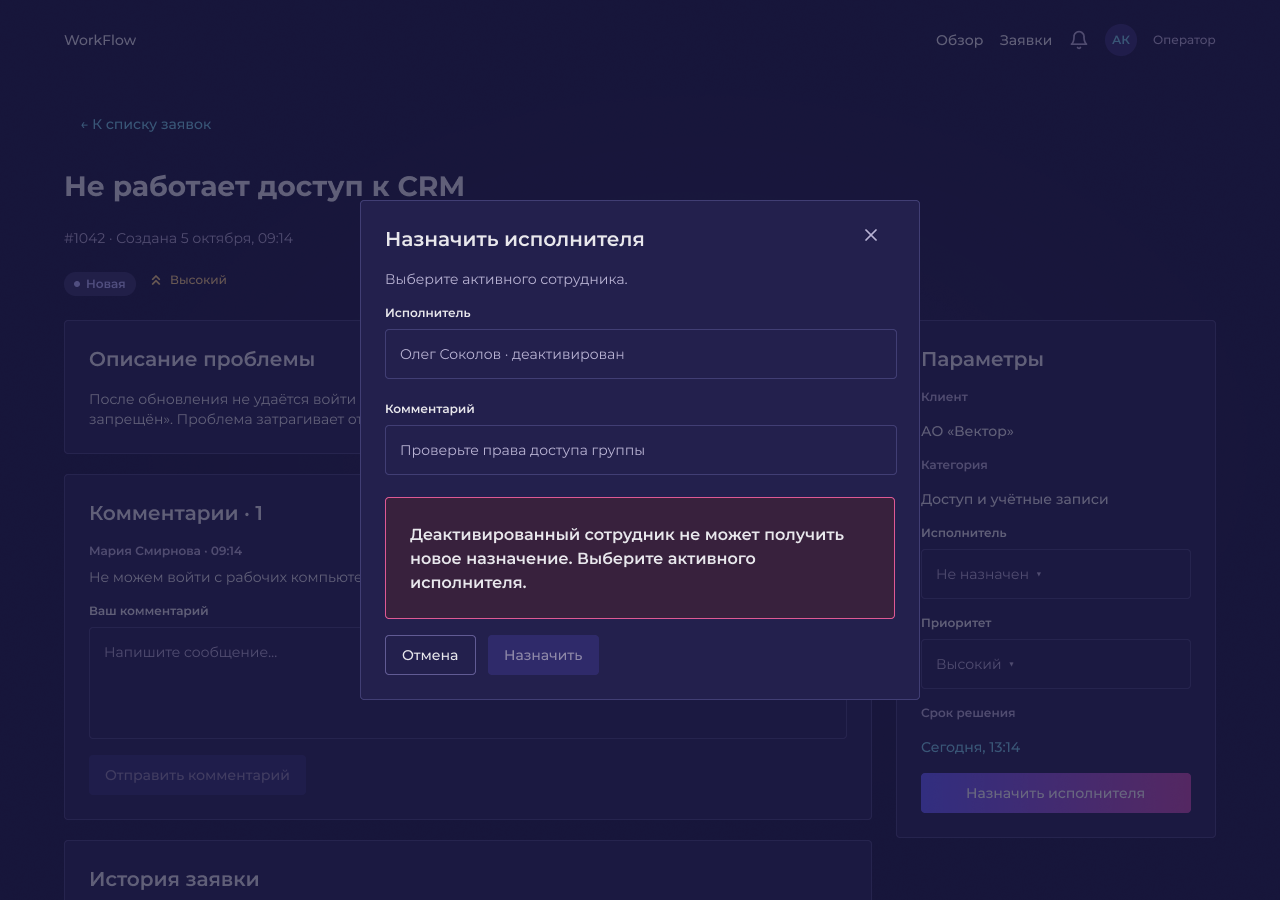 WorkFlow
Обзор
Заявки
АК
Оператор
← К списку заявок
Не работает доступ к CRM
#1042 · Создана 5 октября, 09:14
Новая
Высокий
Назначить исполнителя
Выберите активного сотрудника.
Исполнитель
Олег Соколов · деактивирован
Комментарий
Проверьте права доступа группы
Деактивированный сотрудник не может получить
новое назначение. Выберите активного
исполнителя.
Отмена
Назначить
Описание проблемы
После обновления не удаётся войти
запрещён». Проблема затрагивает
Комментарии · 1
Мария Смирнова · 09:14
Не можем войти с рабочих
Ваш комментарий
Напишите сообщение...
Отправить комментарий
История заявки
Параметры
Клиент
АО «Вектор»
Категория
Доступ и учётные записи
Исполнитель
Не назначен
Приоритет
Высокий
Срок решения
Сегодня, 13:14
Назначить исполнителя